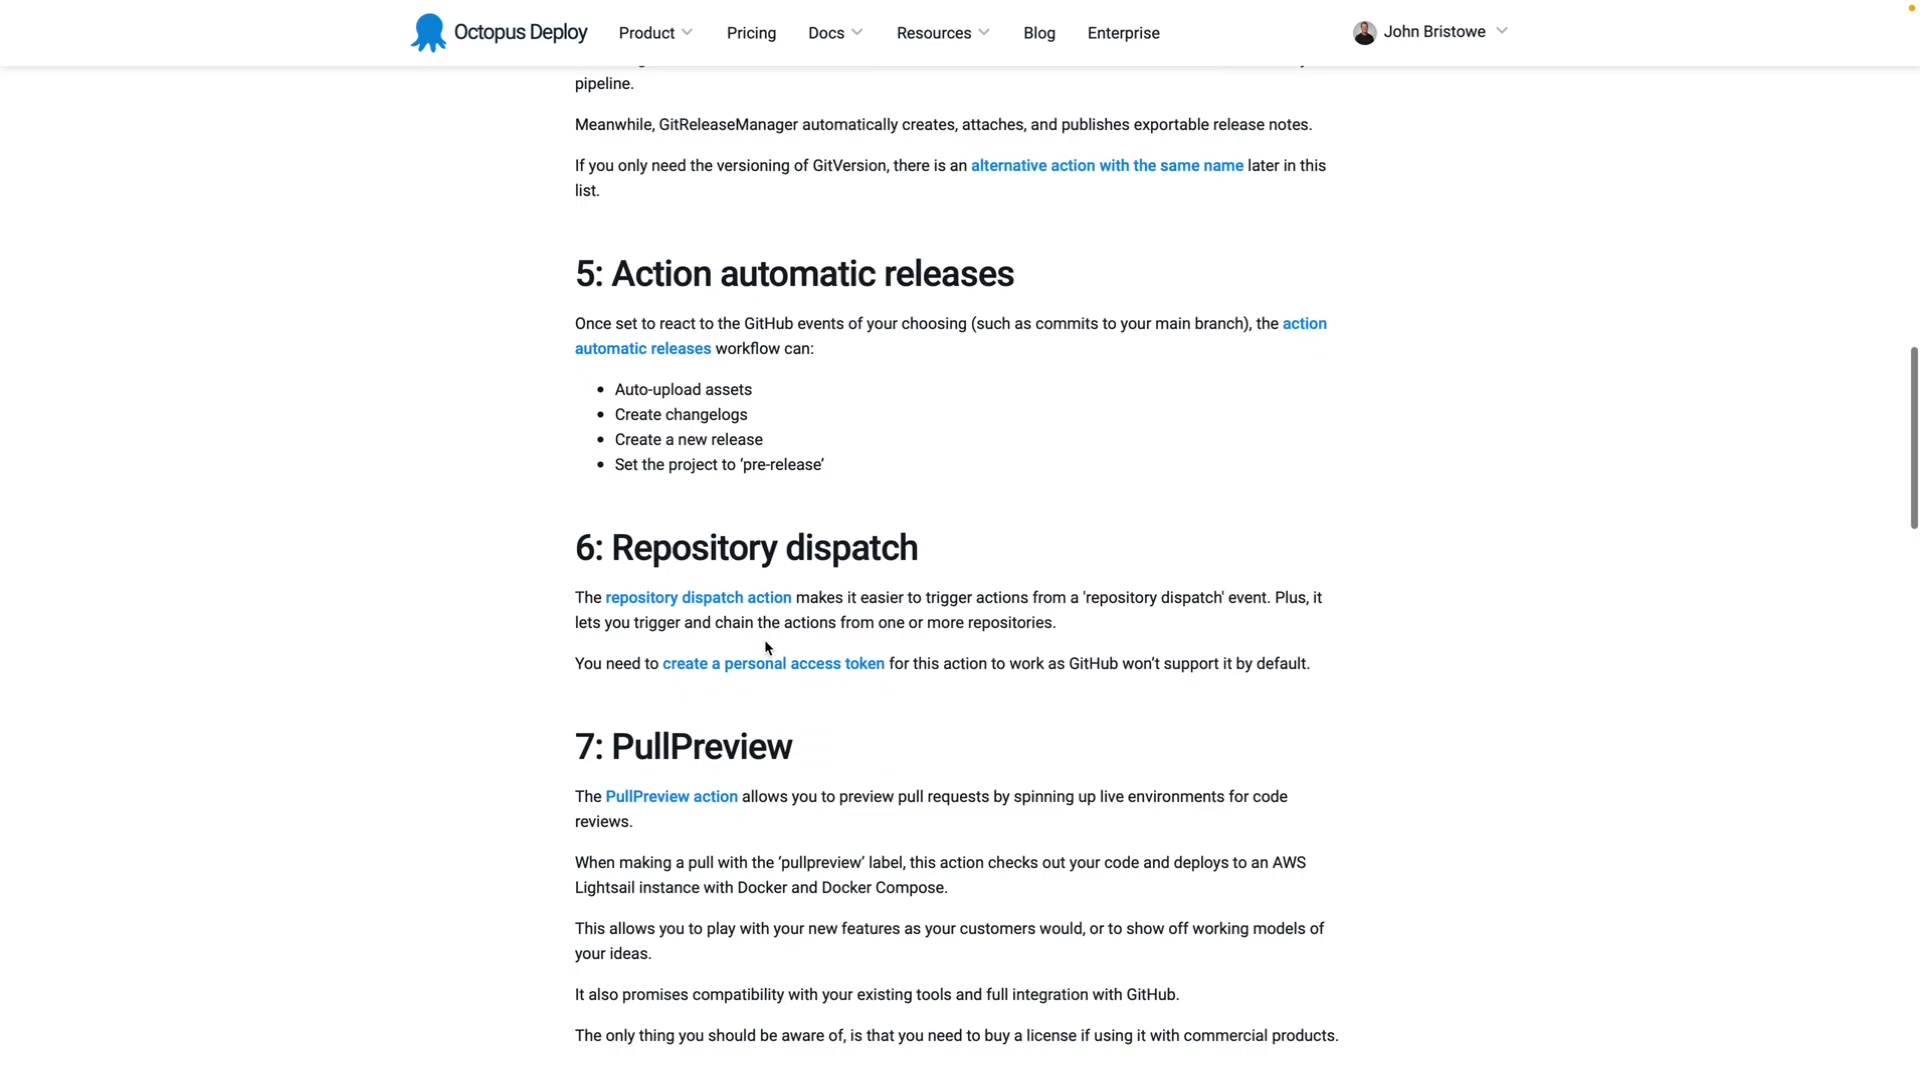 Octopus Deploy
Product
Pricing
Docs
Resources
Blog
Enterprise
John Bristowe
pipeline.
Meanwhile, GitReleaseManager automatically creates, attaches, and publishes exportable release notes.
If you only need the versioning of GitVersion, there is an alternative action with the same name later in this
list.
5: Action automatic releases
Once set to react to the GitHub events of your choosing (such as commits to your main branch), the action
automatic releases workflow can:
• Auto-upload assets
• Create changelogs
• Create a new release
• Set the project to ‘pre-release’
6: Repository dispatch
The repository dispatch action makes it easier to trigger actions from a 'repository dispatch' event. Plus, it
lets you trigger and chain the actions from one or more repositories.
You need to create a personal access token for this action to work as GitHub won’t support it by default.
7: PullPreview
The PullPreview action allows you to preview pull requests by spinning up live environments for code
reviews.
When making a pull with the ‘pullpreview’ label, this action checks out your code and deploys to an AWS
Lightsail instance with Docker and Docker Compose.
This allows you to play with your new features as your customers would, or to show off working models of
your ideas.
It also promises compatibility with your existing tools and full integration with GitHub.
The only thing you should be aware of, is that you need to buy a license if using it with commercial products.